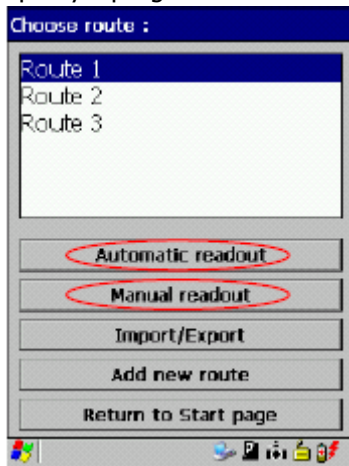 Choose route :
Route 1
Route 2
Route 3
Automatic readout
Manual readout
Import/Export
Add new route
Return to Start page